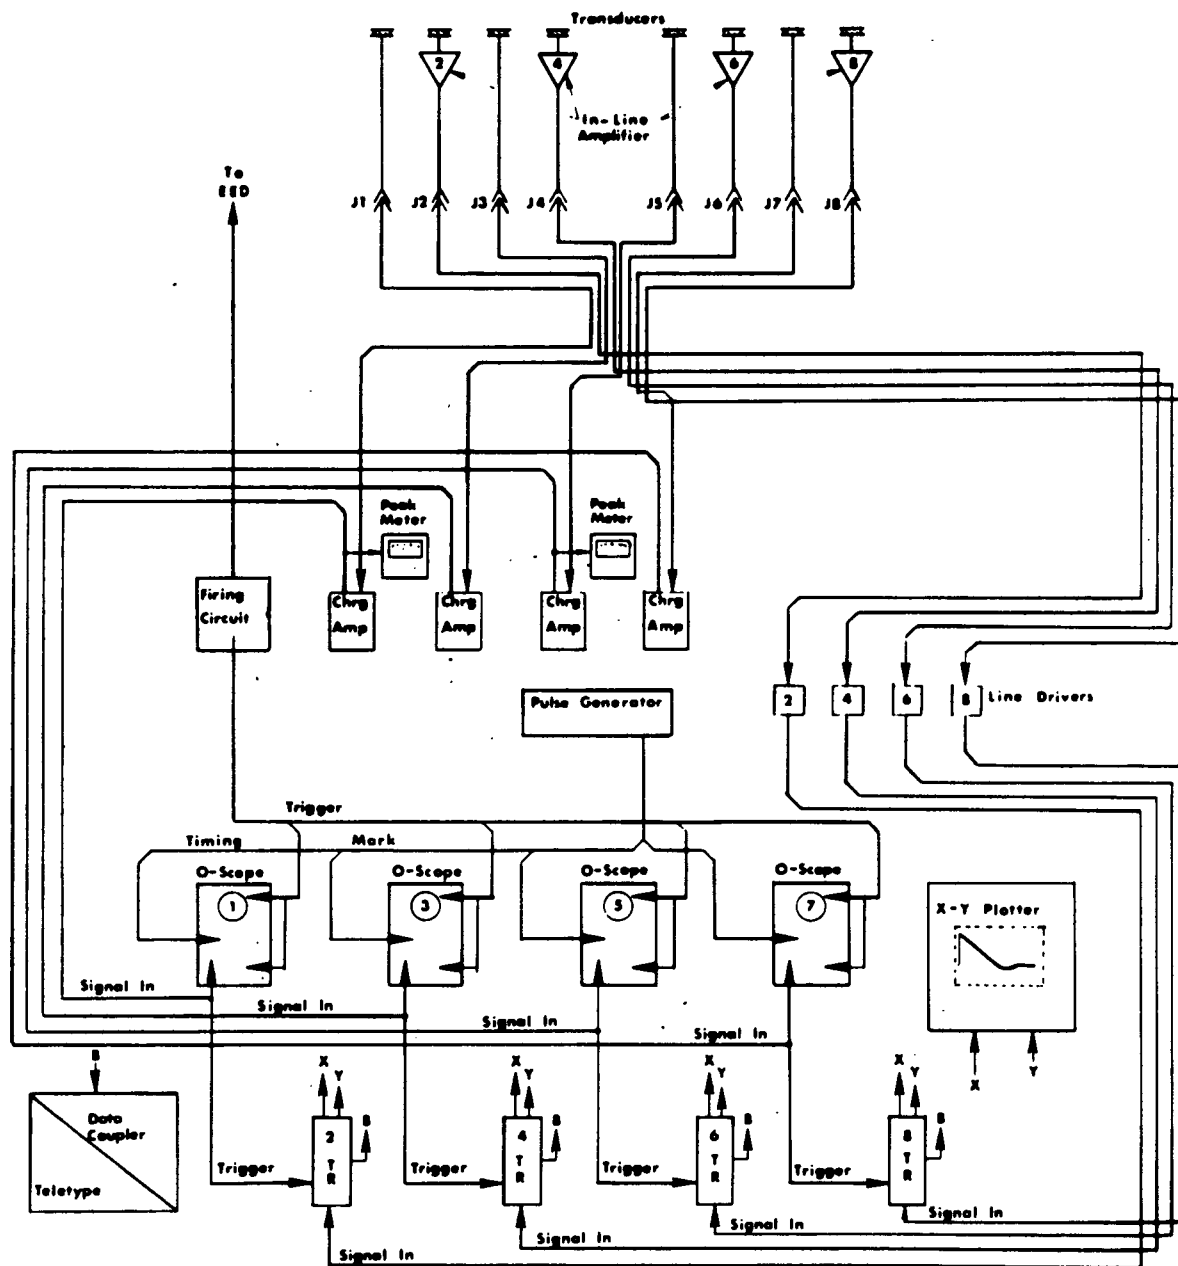 Transducers
2
4
6
8
In-Line
Amplifier
To
EED
J1
J2
J3
J4
J5
J6
J7
J8
Peak
Meter
Peak
Meter
Firing
Circuit
Chrg
Amp
Chrg
Amp
Chrg
Amp
Chrg
Amp
2
4
6
8
Line Drivers
Pulse Generator
Trigger
Timing Mark
O-Scope
O-Scope
O-Scope
O-Scope
1
3
5
7
X-Y Plotter
Signal In
Signal In
Signal In
Signal In
X
Y
B
Data
Coupler
Teletype
X
Y
B
2
TR
X
Y
B
4
TR
X
Y
B
6
TR
X
Y
B
8
TR
Trigger
Trigger
Trigger
Trigger
Signal In
Signal In
Signal In
Signal In